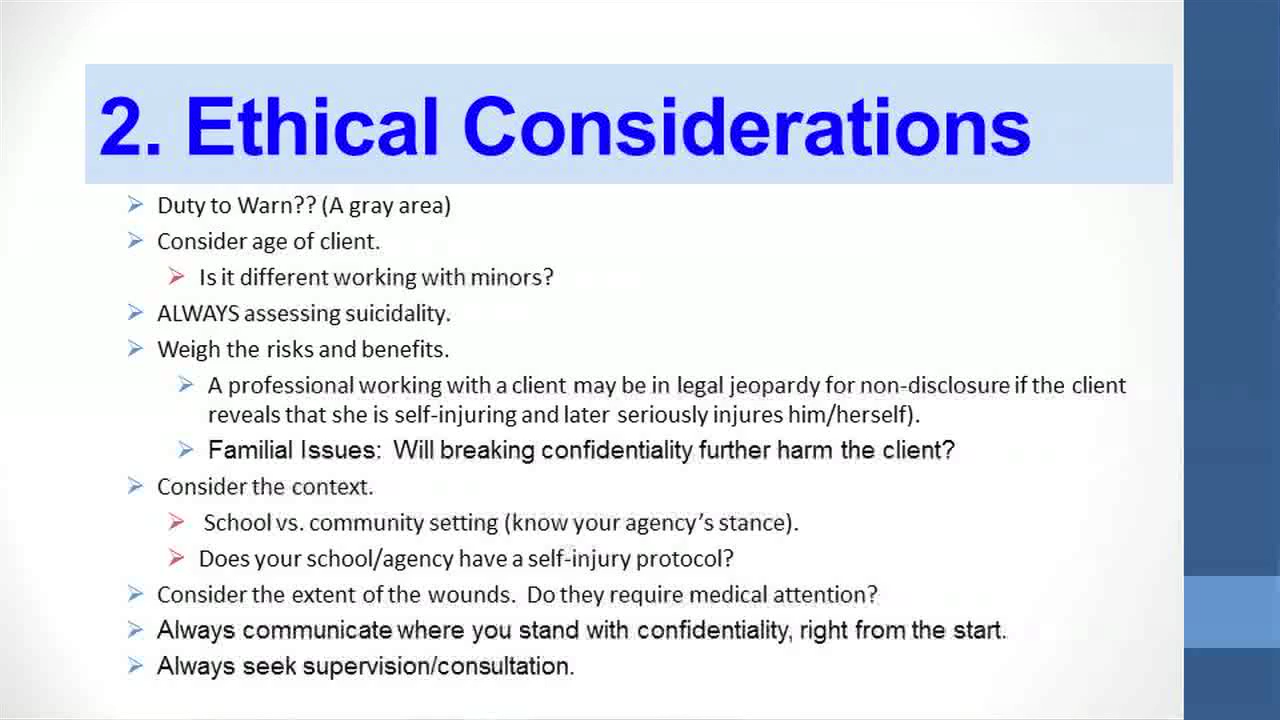 2. Ethical Considerations
Duty to Warn?? (A gray area)
Consider age of client.
Is it different working with minors?
ALWAYS assessing suicidality.
Weigh the risks and benefits.
A professional working with a client may be in legal jeopardy for non-disclosure if the client
reveals that she is self-injuring and later seriously injures him/herself).
Familial Issues: Will breaking confidentiality further harm the client?
Consider the context.
School vs. community setting (know your agency's stance).
Does your school/agency have a self-injury protocol?
Consider the extent of the wounds. Do they require medical attention?
Always communicate where you stand with confidentiality, right from the start.
Always seek supervision/consultation.